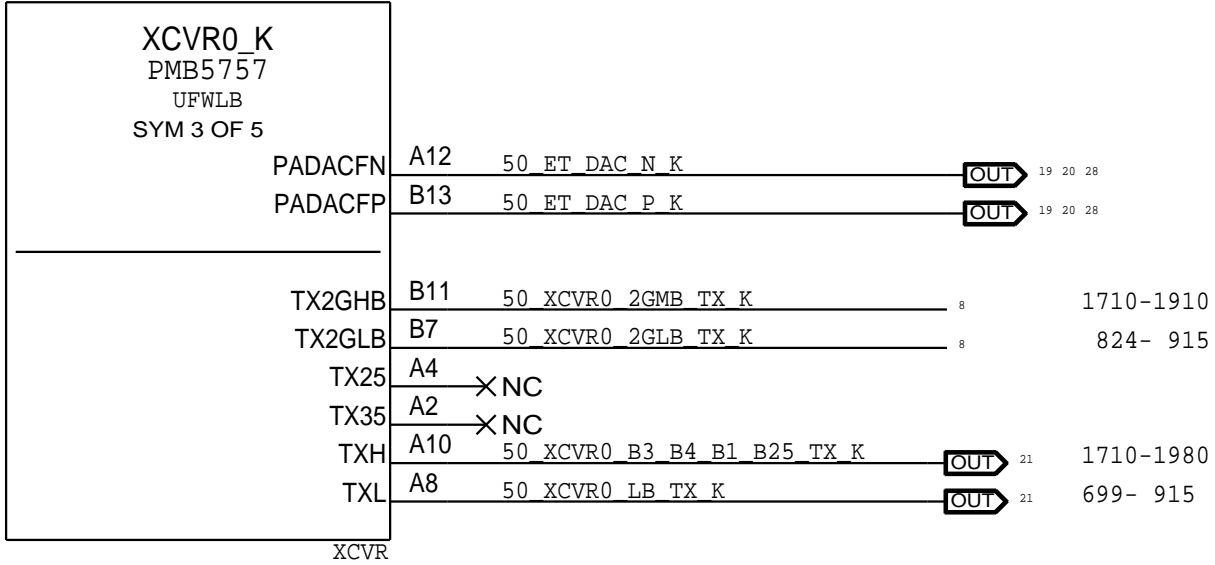 XCVR0_K
PMB5757
UFWLB
SYM 3 OF 5
PADACFN A12 50_ET_DAC_N_K OUT 19 20 28
PADACFP B13 50_ET_DAC_P_K OUT 19 20 28
TX2GHB B11 50_XCVR0_2GMB_TX_K 8 1710-1910
TX2GLB B7 50_XCVR0_2GLB_TX_K 8 824- 915
TX25 A4 NC
TX35 A2 NC
TXH A10 50_XCVR0_B3_B4_B1_B25_TX_K OUT 21 1710-1980
TXL A8 50_XCVR0_LB_TX_K OUT 21 699- 915
XCVR